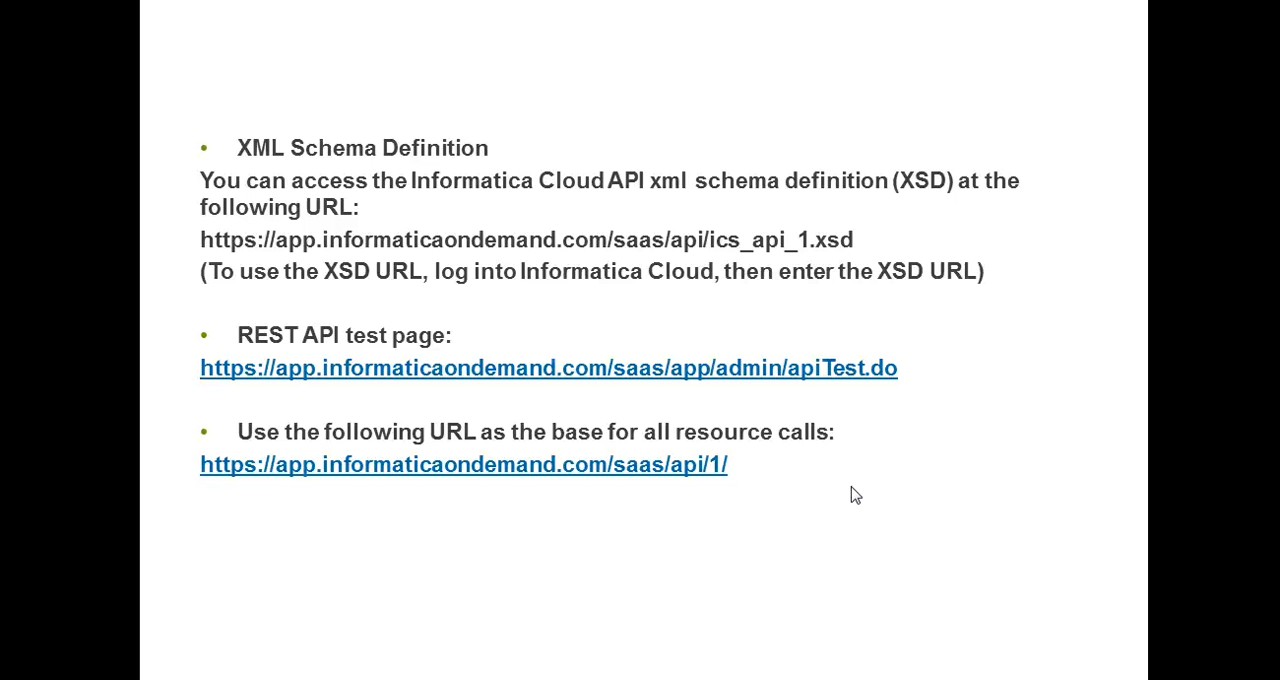 • XML Schema Definition
You can access the Informatica Cloud API xml schema definition (XSD) at the
following URL:
https://app.informaticaondemand.com/saas/api/ics_api_1.xsd
(To use the XSD URL, log into Informatica Cloud, then enter the XSD URL)
• REST API test page:
https://app.informaticaondemand.com/saas/app/admin/apiTest.do
• Use the following URL as the base for all resource calls:
https://app.informaticaondemand.com/saas/api/1/